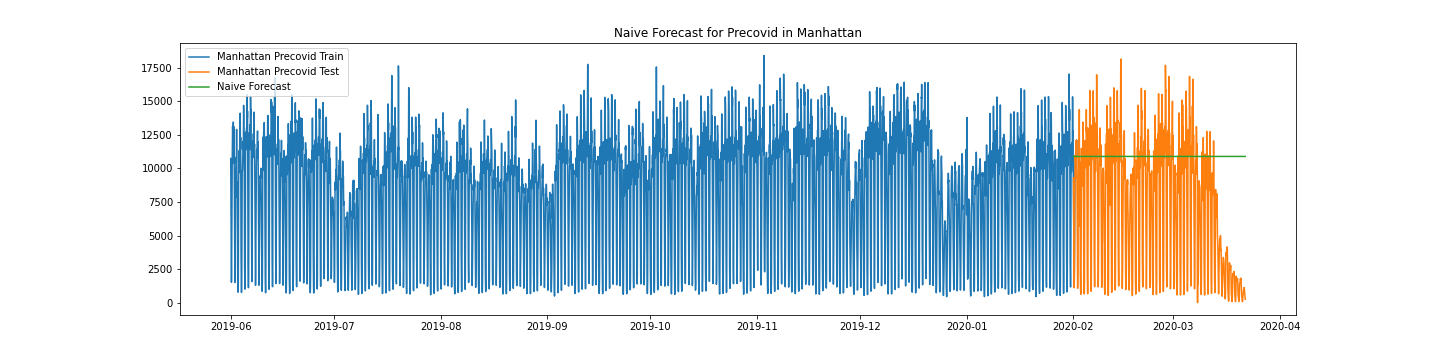 Naive Forecast for Precovid in Manhattan
Manhattan Precovid Train
Manhattan Precovid Test
Naive Forecast
17500
15000
12500
10000
7500
5000
2500
0
2019-06 2019-07 2019-08 2019-09 2019-10 2019-11 2019-12 2020-01 2020-02 2020-03 2020-04